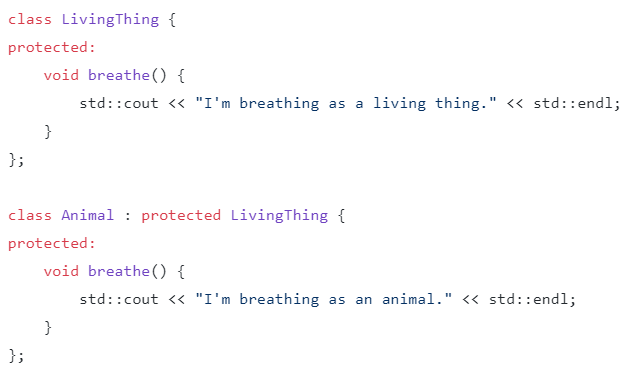 class LivingThing {
protected:
    void breathe() {
        std::cout << "I'm breathing as a living thing." << std::endl;
    }
};

class Animal : protected LivingThing {
protected:
    void breathe() {
        std::cout << "I'm breathing as an animal." << std::endl;
    }
};